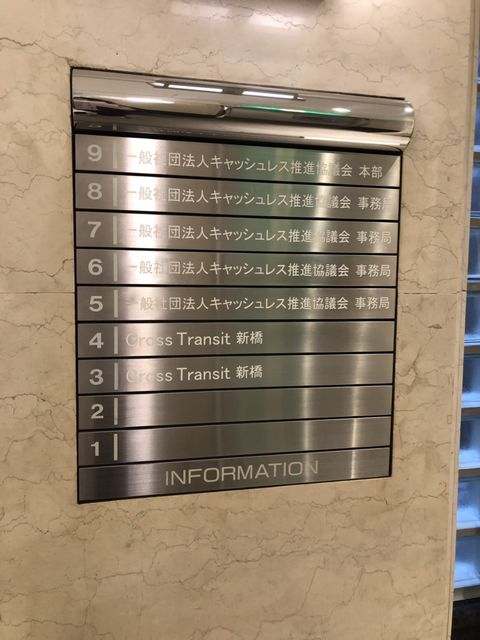 9 一般社団法人キャッシュレス推進協議会 本部
8 一般社団法人キャッシュレス推進協議会 事務局
7 一般社団法人キャッシュレス推進協議会 事務局
6 一般社団法人キャッシュレス推進協議会 事務局
5 一般社団法人キャッシュレス推進協議会 事務局
4 Cross Transit 新橋
3 Cross Transit 新橋
2
1
INFORMATION